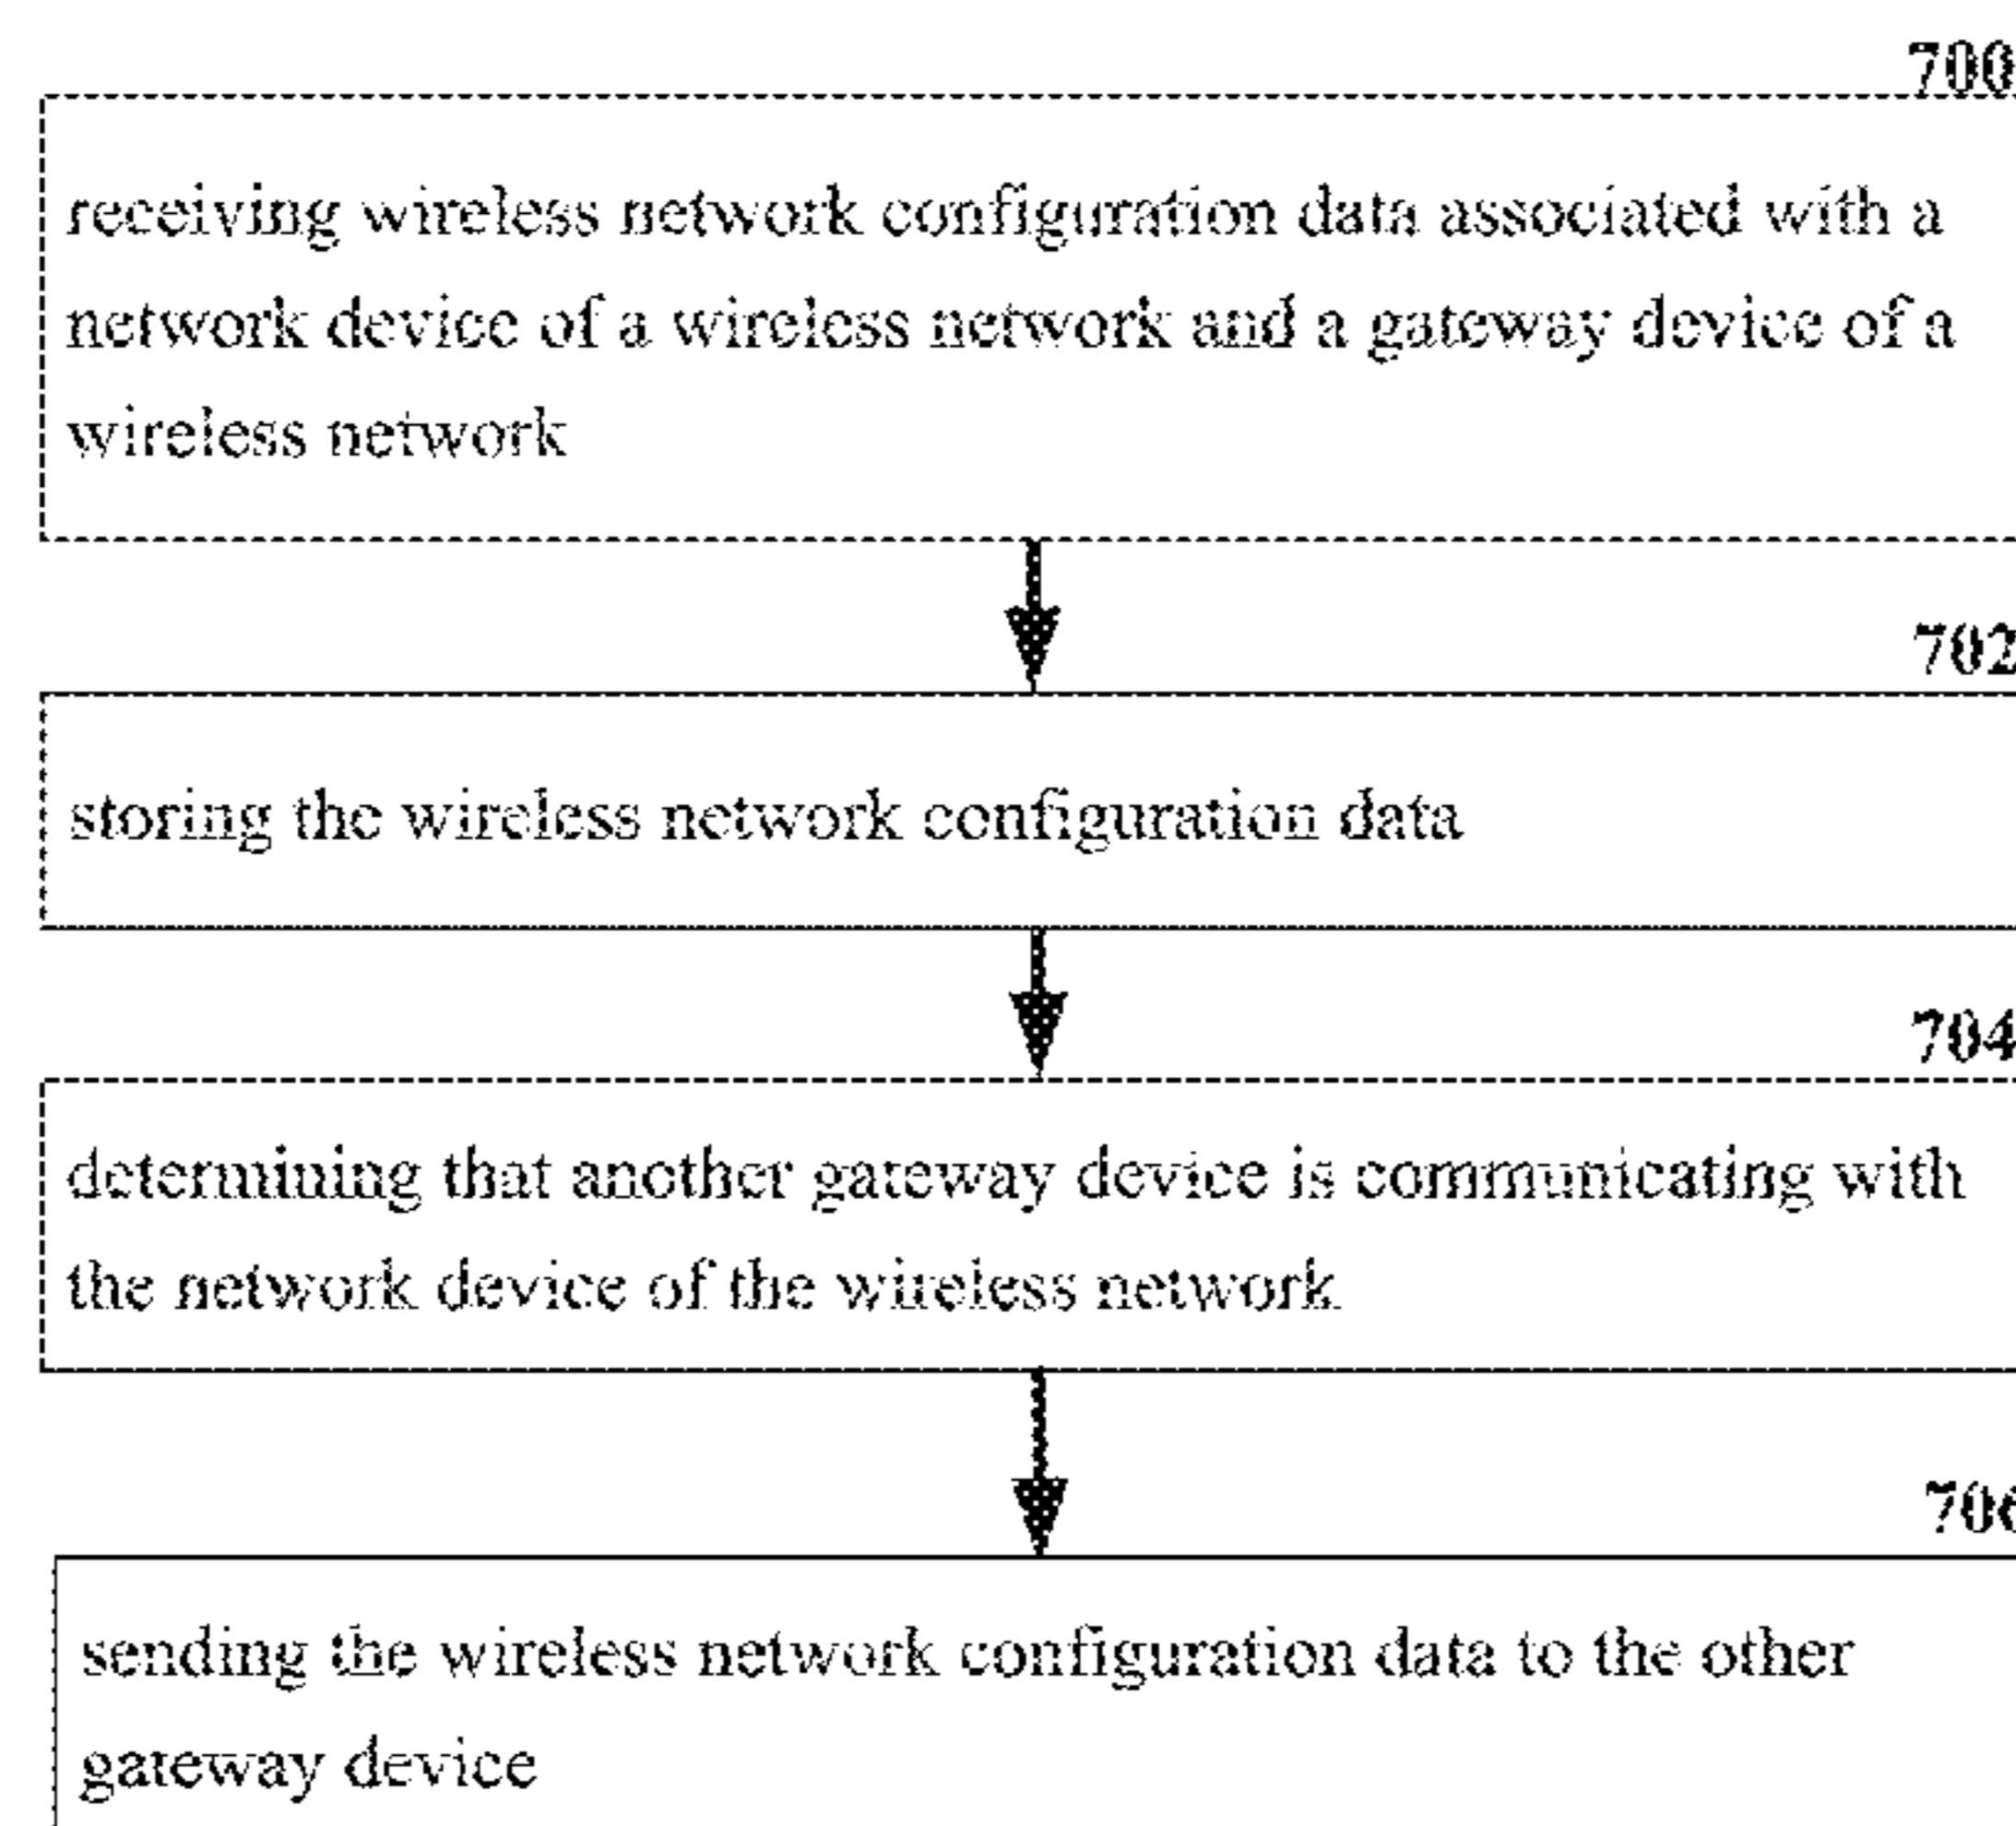 700
receiving wireless network configuration data associated with a
network device of a wireless network and a gateway device of a
wireless network
702
storing the wireless network configuration data
704
determining that another gateway device is communicating with
the network device of the wireless network
706
sending the wireless network configuration data to the other
gateway device